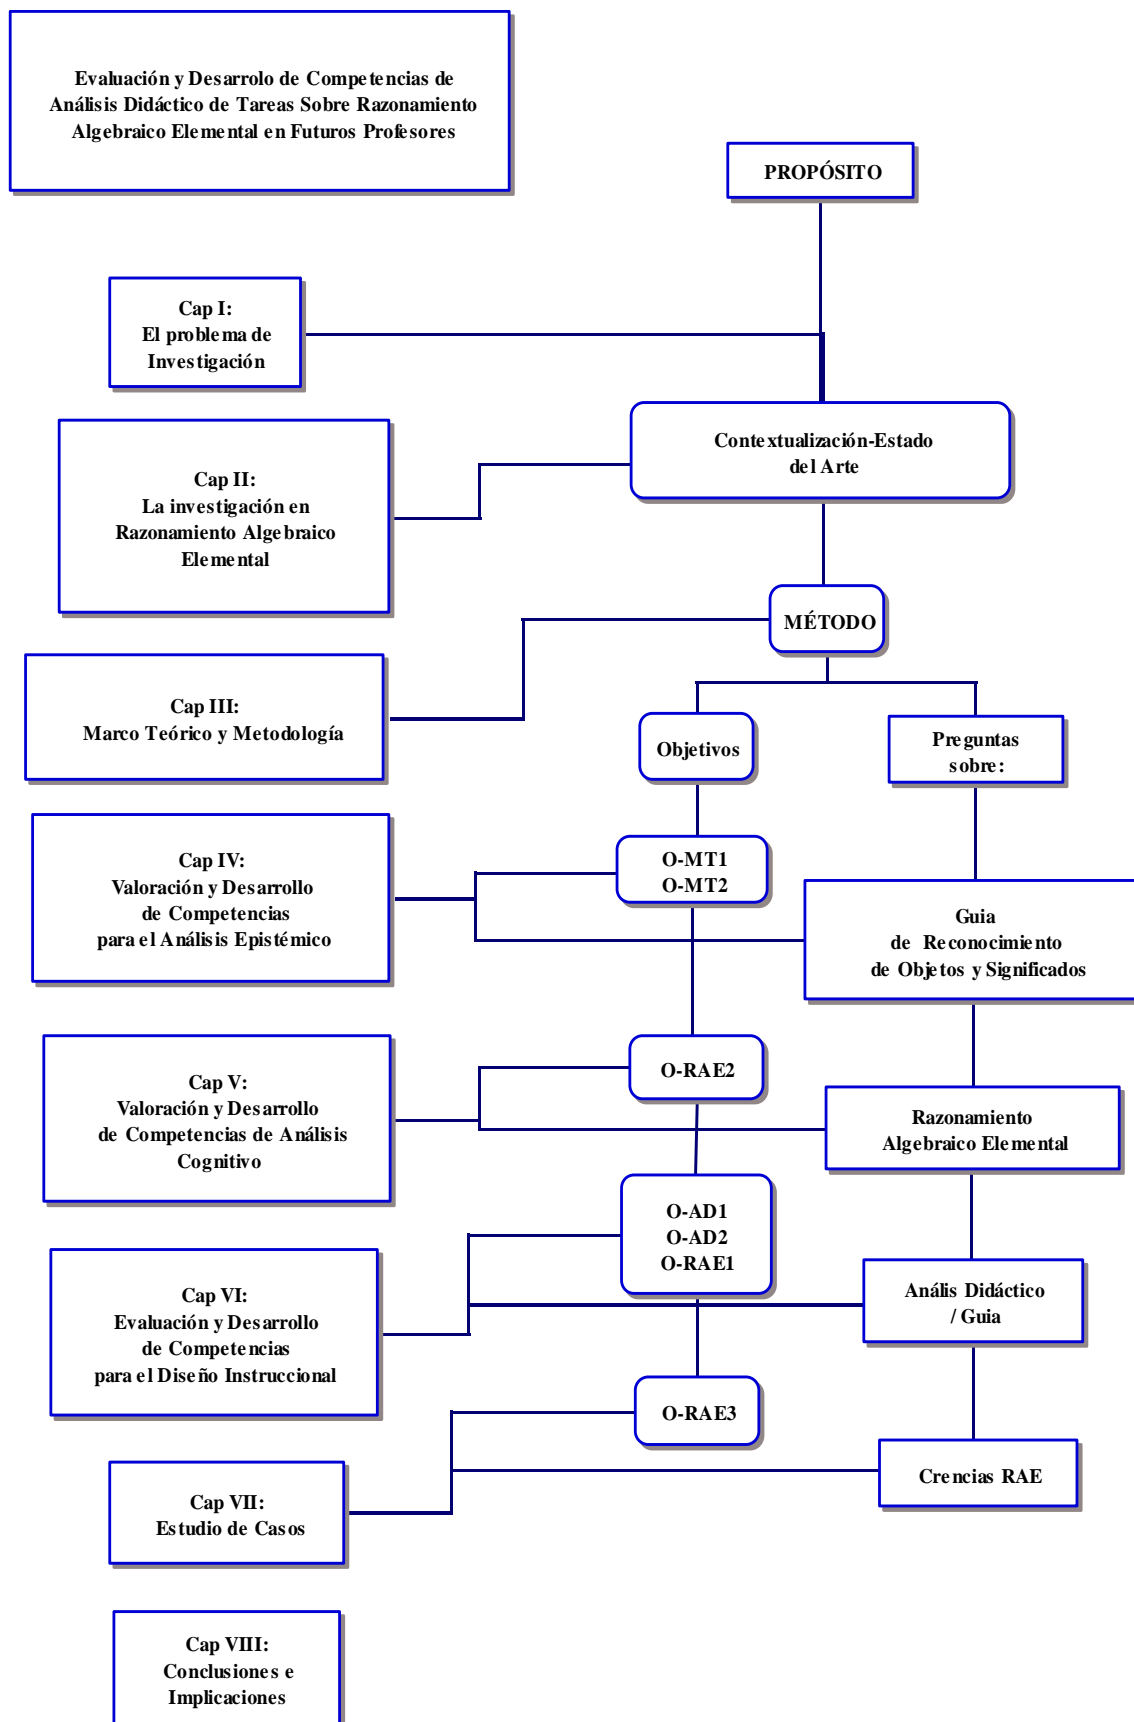 Evaluación y Desarrolo de Competencias de
Análisis Didáctico de Tareas Sobre Razonamiento
Algebraico Elemental en Futuros Profesores
PROPÓSITO
Cap I:
El problema de
Investigación
Contextualización-Estado
del Arte
Cap II:
La investigación en
Razonamiento Algebraico
Elemental
MÉTODO
Cap III:
Marco Teórico y Metodología
Objetivos
Preguntas
sobre:
Cap IV:
Valoración y Desarrollo
de Competencias
para el Análisis Epistémico
O-MT1
O-MT2
Guia
de Reconocimiento
de Objetos y Significados
Cap V:
Valoración y Desarrollo
de Competencias de Análisis
Cognitivo
O-RAE2
Razonamiento
Algebraico Elemental
Cap VI:
Evaluación y Desarrollo
de Competencias
para el Diseño Instruccional
O-AD1
O-AD2
O-RAE1
Anális Didáctico
/ Guia
O-RAE3
Crencias RAE
Cap VII:
Estudio de Casos
Cap VIII:
Conclusiones e
Implicaciones